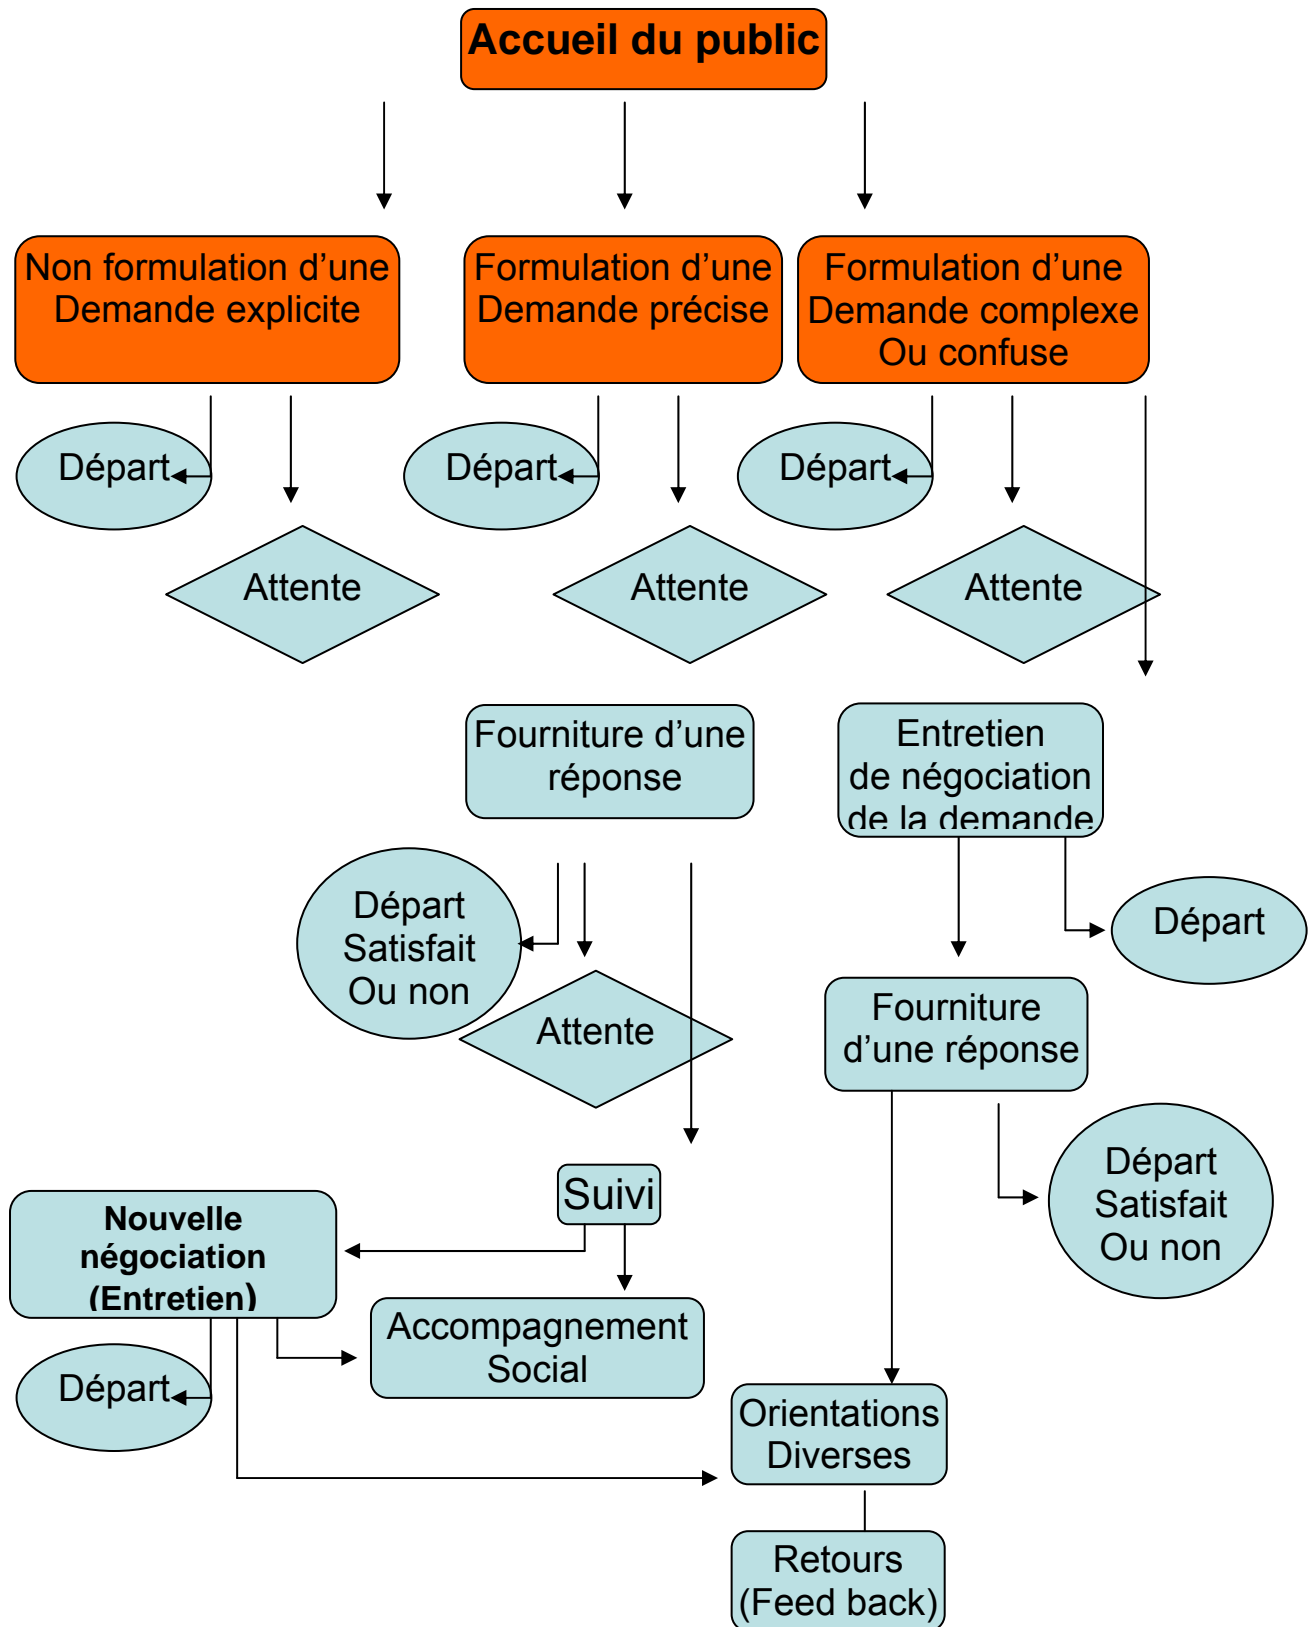 Accueil du public
Non formulation d’une
Demande explicite
Formulation d’une
Demande précise
Formulation d’une
Demande complexe
Ou confuse
Départ
Départ
Départ
Attente
Attente
Attente
Fourniture d’une
réponse
Entretien
de négociation
de la demande
Départ
Satisfait
Ou non
Départ
Attente
Fourniture
d’une réponse
Suivi
Départ
Satisfait
Ou non
Nouvelle
négociation
(Entretien)
Accompagnement
Social
Départ
Orientations
Diverses
Retours
(Feed back)